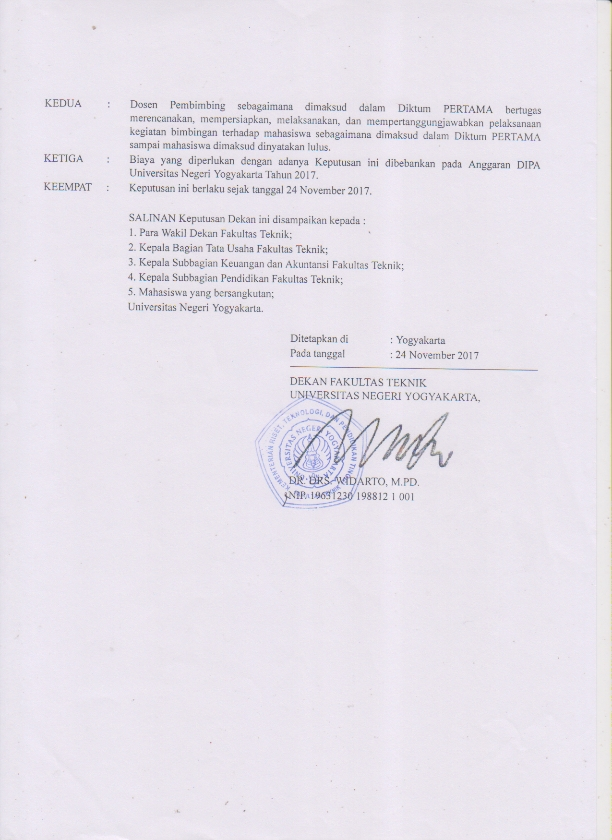 KEDUA : Dosen Pembimbing sebagaimana dimaksud dalam Diktum PERTAMA bertugas
merencanakan, mempersiapkan, melaksanakan, dan mempertanggungjawabkan pelaksanaan
kegiatan bimbingan terhadap mahasiswa sebagaimana dimaksud dalam Diktum PERTAMA
sampai mahasiswa dimaksud dinyatakan lulus.
KETIGA : Biaya yang diperlukan dengan adanya Keputusan ini dibebankan pada Anggaran DIPA
Universitas Negeri Yogyakarta Tahun 2017.
KEEMPAT : Keputusan ini berlaku sejak tanggal 24 November 2017.
SALINAN Keputusan Dekan ini disampaikan kepada :
1. Para Wakil Dekan Fakultas Teknik;
2. Kepala Bagian Tata Usaha Fakultas Teknik;
3. Kepala Subbagian Keuangan dan Akuntansi Fakultas Teknik;
4. Kepala Subbagian Pendidikan Fakultas Teknik;
5. Mahasiswa yang bersangkutan;
Universitas Negeri Yogyakarta.
Ditetapkan di : Yogyakarta
Pada tanggal : 24 November 2017
DEKAN FAKULTAS TEKNIK
UNIVERSITAS NEGERI YOGYAKARTA,
KEMENTERIAN RISET, TEKNOLOGI, DAN PENDIDIKAN
UNIVERSITAS NEGERI YOGYAKARTA
DR. DRS. WIDARTO, M.PD.
NIP. 19631230 198812 1 001